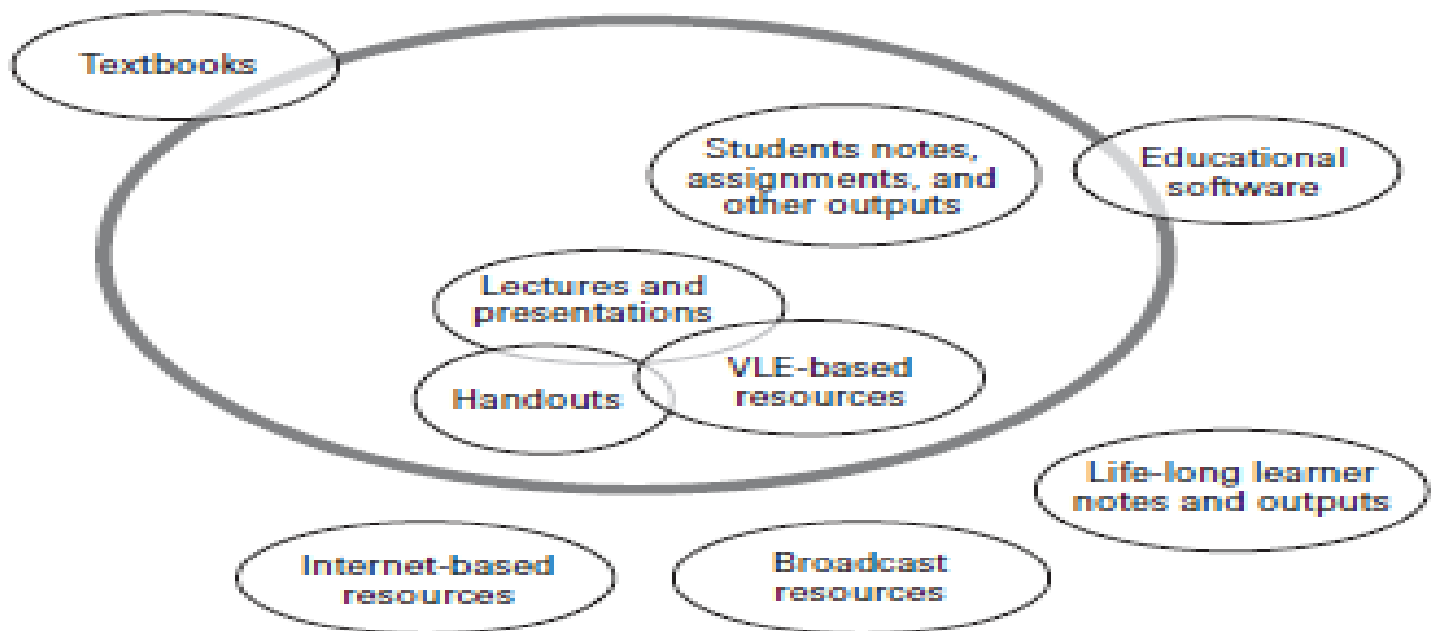 Textbooks
Students notes,
assignments, and
other outputs
Educational
software
Lectures and
presentations
VLE-based
resources
Handouts
Life-long learner
notes and outputs
Internet-based
resources
Broadcast
resources